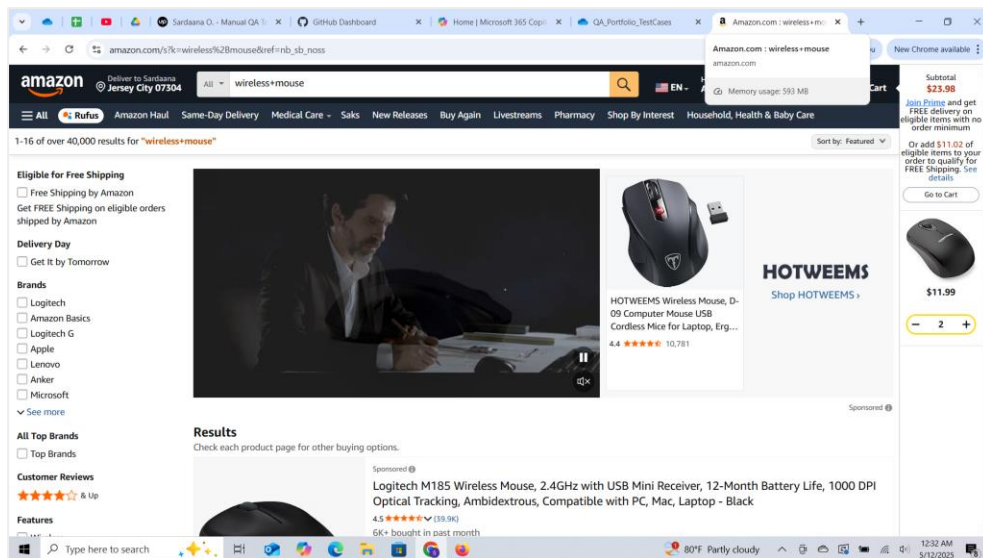 Sardaana O. - Manual QA T
GitHub Dashboard
Home | Microsoft 365 Copi
QA_Portfolio_TestCases
Amazon.com : wireless+mo
amazon.com/s?k=wireless%2Bmouse&ref=nb_sb_noss
New Chrome available
Amazon.com : wireless+mouse
amazon.com
Memory usage: 593 MB
amazon
Deliver to Sardaana
Jersey City 07304
All
wireless+mouse
EN
Cart
All
Rufus
Amazon Haul
Same-Day Delivery
Medical Care
Saks
New Releases
Buy Again
Livestreams
Pharmacy
Shop By Interest
Household, Health & Baby Care
1-16 of over 40,000 results for "wireless+mouse"
Sort by: Featured
Subtotal
$23.98
Join Prime and get
FREE delivery on
eligible items with no
order minimum
Or add $11.02 of
eligible items to your
order to qualify for
FREE Shipping. See
details
Go to Cart
$11.99
2
Eligible for Free Shipping
Free Shipping by Amazon
Get FREE Shipping on eligible orders
shipped by Amazon
Delivery Day
Get It by Tomorrow
Brands
Logitech
Amazon Basics
Logitech G
Apple
Lenovo
Anker
Microsoft
See more
All Top Brands
Top Brands
Customer Reviews
& Up
Features
HOTWEEMS Wireless Mouse, D-
09 Computer Mouse USB
Cordless Mice for Laptop, Erg...
4.4
10,781
HOTWEEMS
Shop HOTWEEMS ›
Sponsored
Results
Check each product page for other buying options.
Sponsored
Logitech M185 Wireless Mouse, 2.4GHz with USB Mini Receiver, 12-Month Battery Life, 1000 DPI
Optical Tracking, Ambidextrous, Compatible with PC, Mac, Laptop - Black
4.5
(39.9K)
6K+ bought in past month
Type here to search
80°F Partly cloudy
12:32 AM
5/12/2025